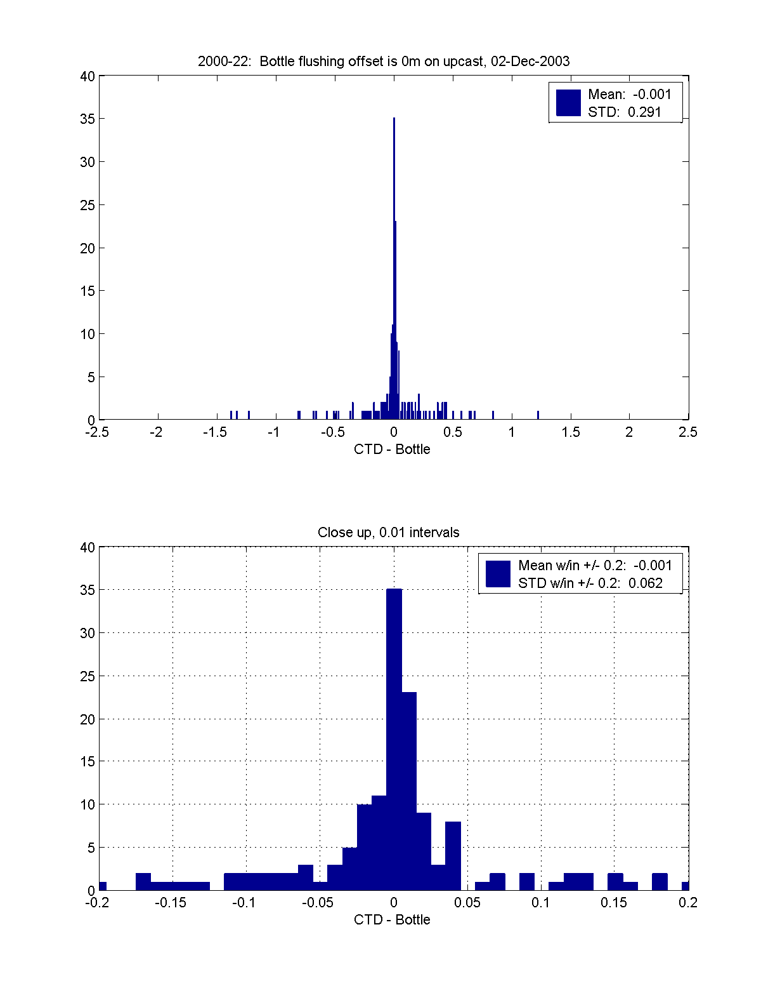 2000-22:  Bottle flushing offset is 0m on upcast, 02-Dec-2003
40
35
30
25
20
15
10
5
0
Mean:  -0.001
STD:  0.291
-2.5 -2 -1.5 -1 -0.5 0 0.5 1 1.5 2 2.5
CTD - Bottle
Close up, 0.01 intervals
40
35
30
25
20
15
10
5
0
Mean w/in +/- 0.2:  -0.001
STD w/in +/- 0.2:  0.062
-0.2 -0.15 -0.1 -0.05 0 0.05 0.1 0.15 0.2
CTD - Bottle